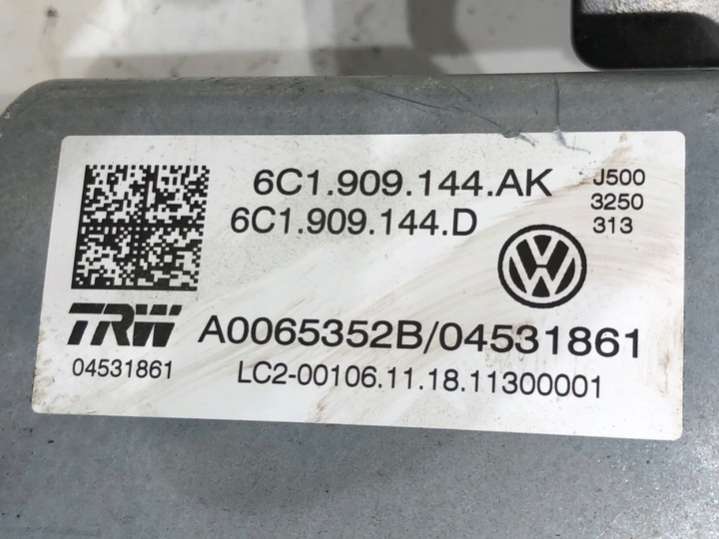 6C1.909.144.AK J500
6C1.909.144.D 3250
313
TRW A0065352B/04531861
04531861 LC2-00106.11.18.11300001